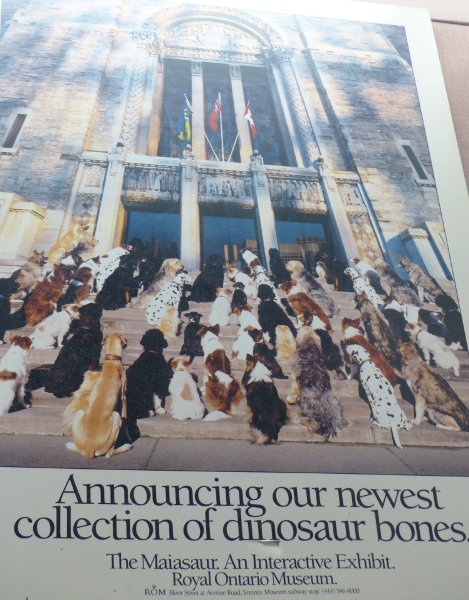 Announcing our newest
collection of dinosaur bones.
The Maiasaur. An Interactive Exhibit.
Royal Ontario Museum.
ROM Bloor Street at Avenue Road, Toronto. Museum subway stop. (416) 586-8000